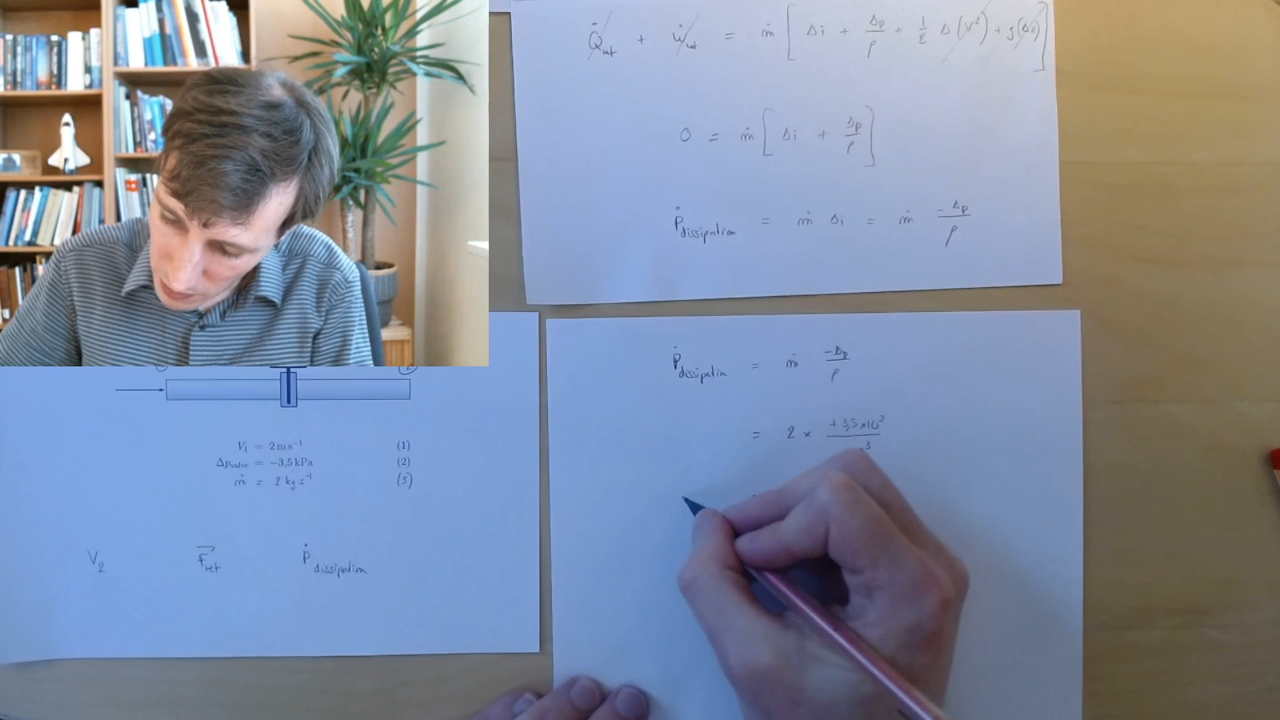 Q̇net + Ẇnet = ṁ [ Δi + Δp/ρ + 1/2 Δ(V²) + g(Δz) ]
0 = ṁ [ Δi + Δp/ρ ]
Ṗdissipation = ṁ Δi = ṁ -Δp/ρ
Ṗdissipation = ṁ -Δp/ρ
= 2 × +3,5×10³
V₁ = 2 m s⁻¹ (1)
Δp_valve = −3,5 kPa (2)
ṁ = 2 kg s⁻¹ (3)
V₂ F⃗net Ṗdissipation